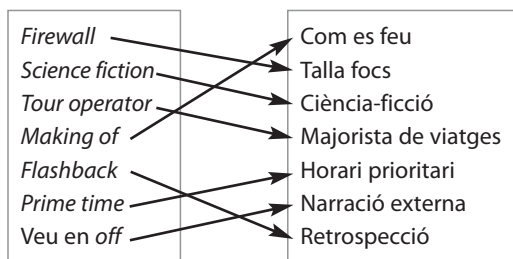 Firewall
Science fiction
Tour operator
Making of
Flashback
Prime time
Veu en off
Com es feu
Talla focs
Ciència-ficció
Majorista de viatges
Horari prioritari
Narració externa
Retrospecció